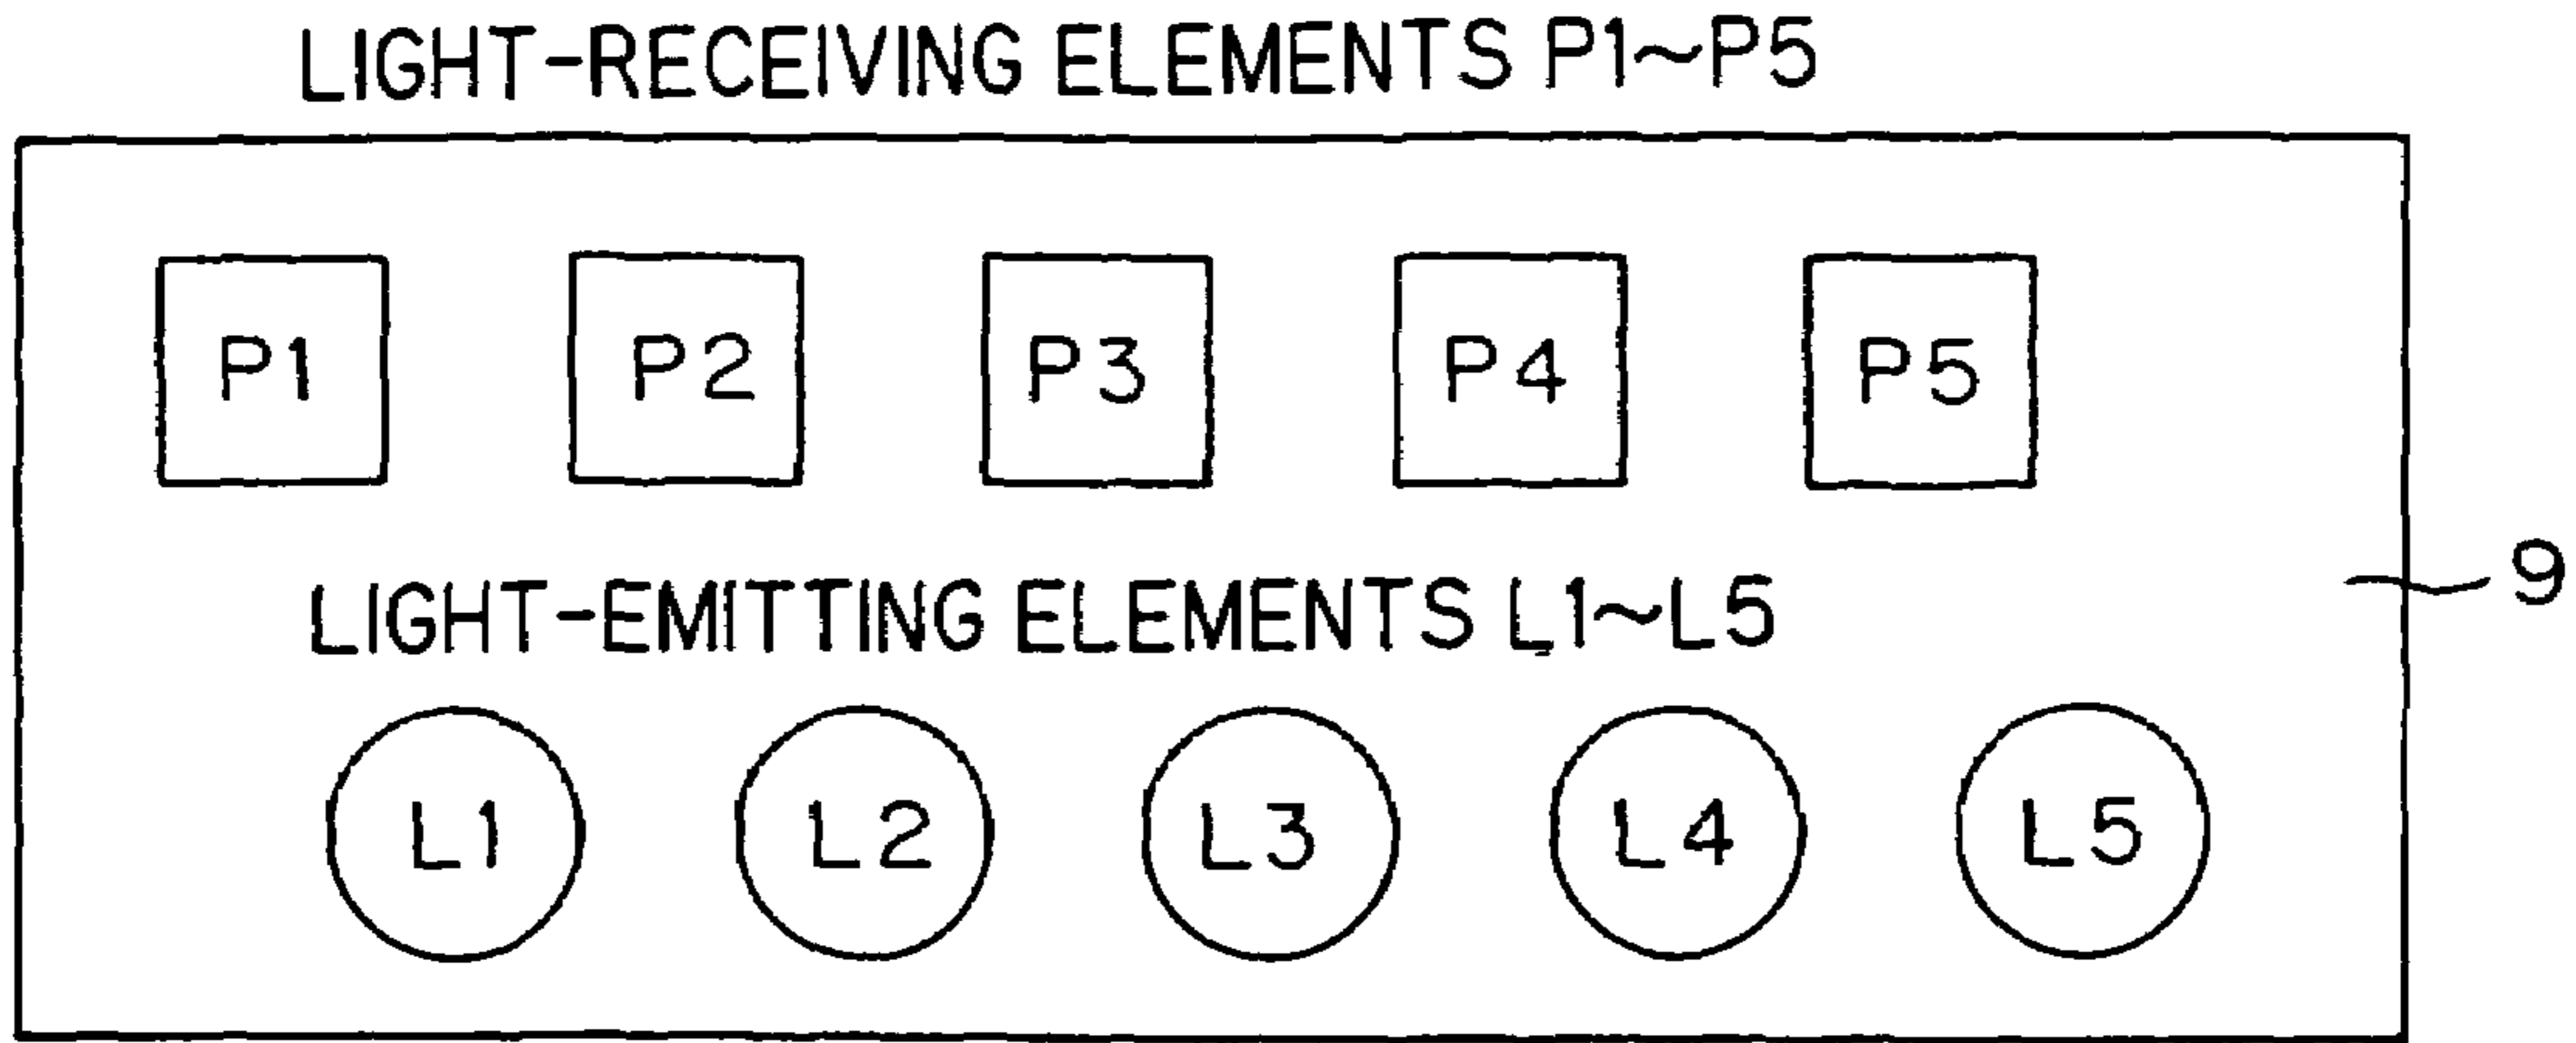 LIGHT-RECEIVING ELEMENTS P1~P5
P1 P2 P3 P4 P5
9
LIGHT-EMITTING ELEMENTS L1~L5
L1 L2 L3 L4 L5